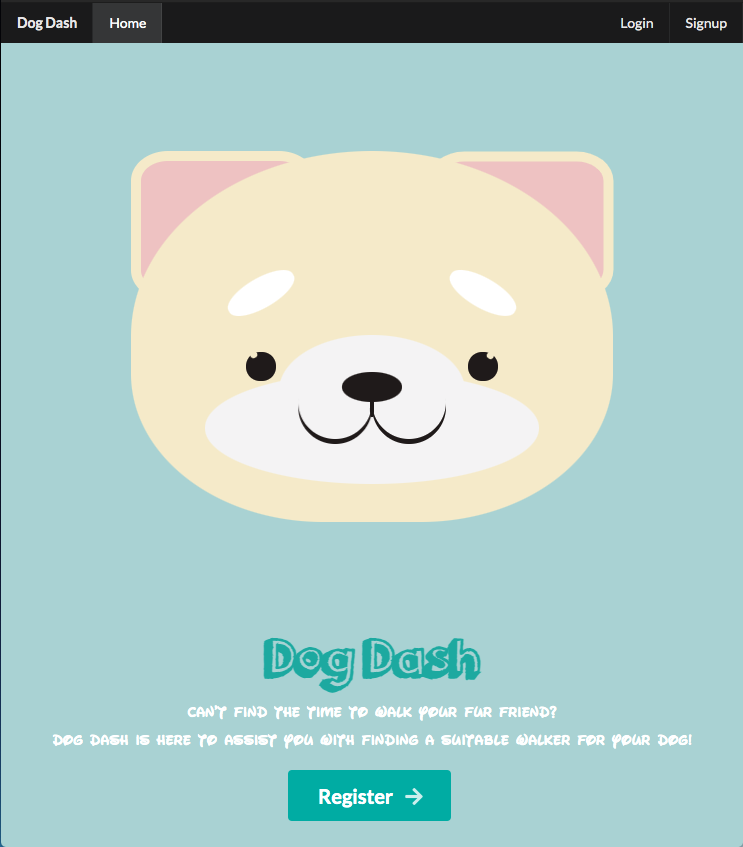 Dog Dash Home Login Signup
Dog Dash
CAN'T FIND THE TIME TO WALK YOUR FUR FRIEND?
DOG DASH IS HERE TO ASSIST YOU WITH FINDING A SUITABLE WALKER FOR YOUR DOG!
Register →